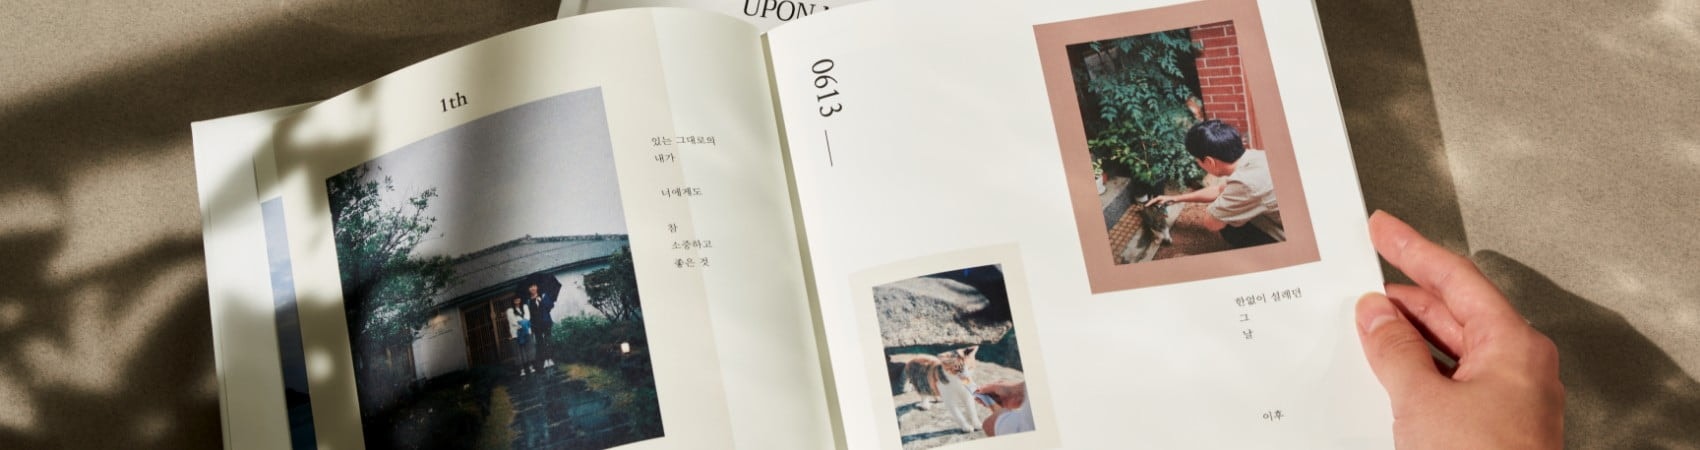 UPON
1th
있는 그대로의
내가
너에게도
참
소중하고
좋은 것
0613 —
한없이 설레던
그
날
이후